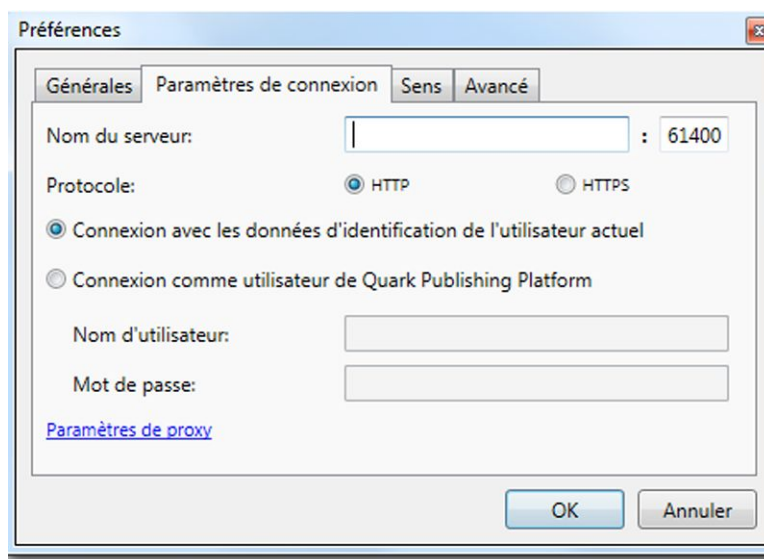 Préférences
Générales Paramètres de connexion Sens Avancé
Nom du serveur: : 61400
Protocole: HTTP HTTPS
Connexion avec les données d'identification de l'utilisateur actuel
Connexion comme utilisateur de Quark Publishing Platform
Nom d'utilisateur:
Mot de passe:
Paramètres de proxy
OK Annuler